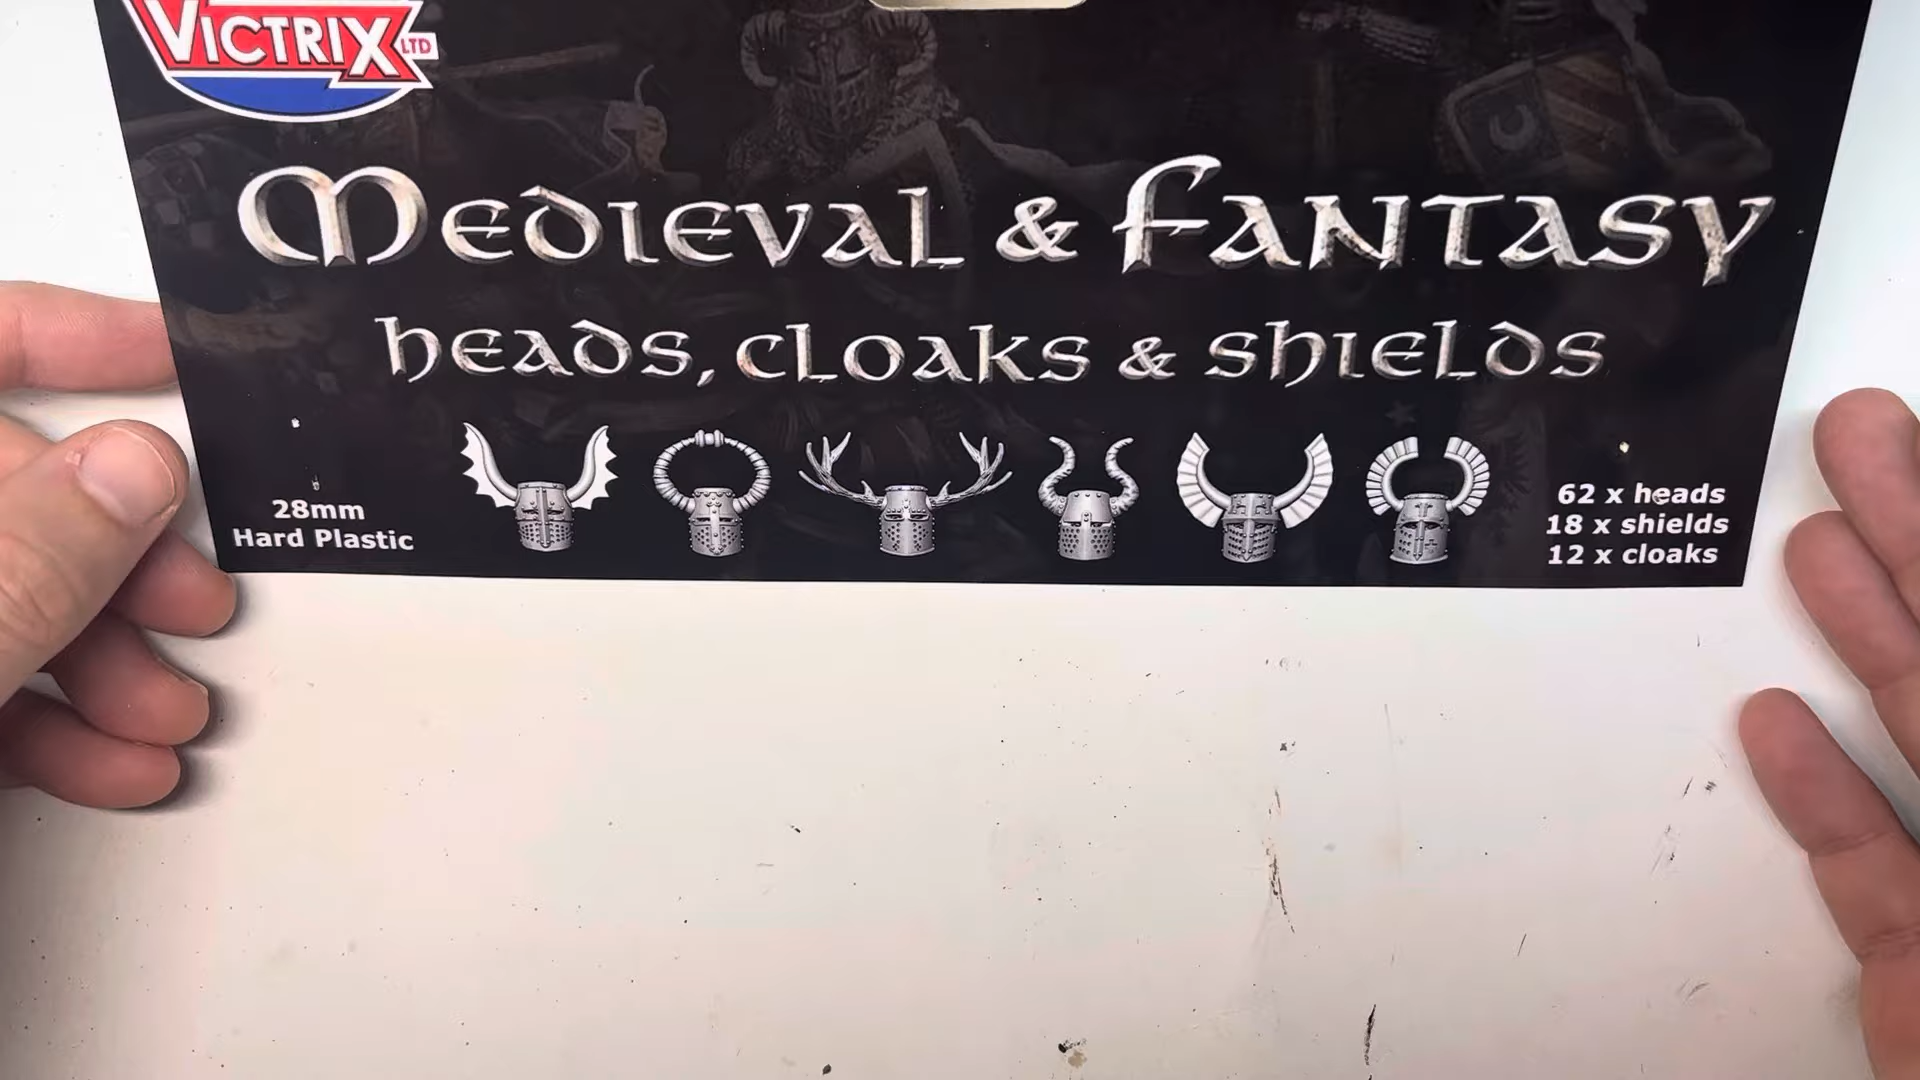 VICTRIX LTD
Medieval & Fantasy
heads, cloaks & shields
28mm
Hard Plastic
62 x heads
18 x shields
12 x cloaks